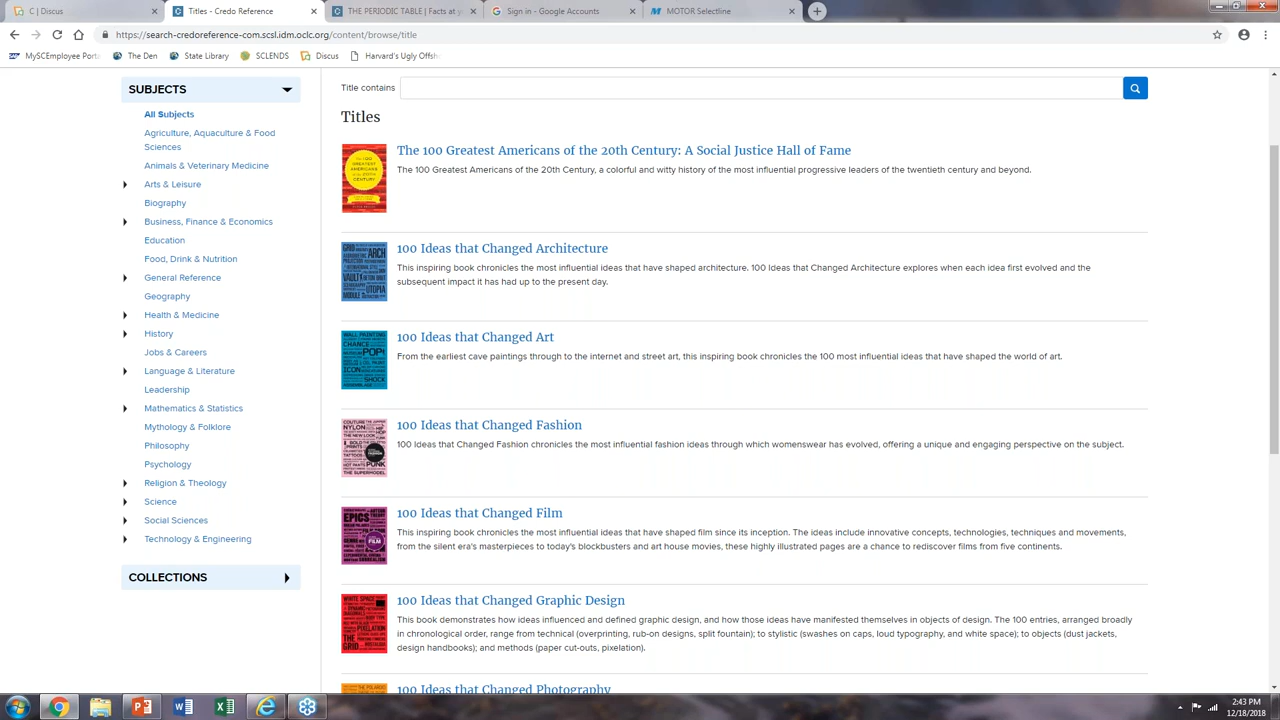 C | Discus
Titles - Credo Reference
THE PERIODIC TABLE | Facts at y
Sign in - Google Accounts
MOTOR Selectline
https://search-credoreference-com.scsl.idm.oclc.org/content/browse/title
MySCEmployee Porta
The Den
State Library
SCLENDS
Discus
Harvard's Ugly Offsh
SUBJECTS
All Subjects
Agriculture, Aquaculture & Food
Sciences
Animals & Veterinary Medicine
Arts & Leisure
Biography
Business, Finance & Economics
Education
Food, Drink & Nutrition
General Reference
Geography
Health & Medicine
History
Jobs & Careers
Language & Literature
Leadership
Mathematics & Statistics
Mythology & Folklore
Philosophy
Psychology
Religion & Theology
Science
Social Sciences
Technology & Engineering
COLLECTIONS
Title contains
Titles
The 100 Greatest Americans of the 20th Century: A Social Justice Hall of Fame
The 100 Greatest Americans of the 20th Century, a colorful and witty history of the most influential progressive leaders of the twentieth century and beyond.
100 Ideas that Changed Architecture
This inspiring book chronicles the most influential ideas that have shaped architecture. 100 Ideas that Changed Architecture explores when each idea first evolved and the
subsequent impact it has had up to the present day.
100 Ideas that Changed Art
From the earliest cave paintings through to the internet and street art, this inspiring book chronicles the 100 most influential ideas that have shaped the world of art.
100 Ideas that Changed Fashion
100 Ideas that Changed Fashion chronicles the most influential fashion ideas through which womenswear has evolved, offering a unique and engaging perspective on the subject.
100 Ideas that Changed Film
This inspiring book chronicles the most influential ideas that have shaped film since its inception. Entries include innovative concepts, technologies, techniques and movements,
from the silent era's masterpieces to today's blockbusters and art house movies; these highly visual pages are a chance to rediscover films from five continents.
100 Ideas that Changed Graphic Design
This book demonstrates how ideas influenced and defined graphic design, and how those ideas have manifested themselves in objects of design. The 100 entries, arranged broadly
in chronological order, range from technical (overprinting, rub-on designs, split fountain); to stylistic (swashes on caps, loud typography, and white space); to objects (dust jackets,
design handbooks); and methods (paper cut-outs, pixelation).
100 Ideas that Changed Photography
2:43 PM
12/18/2018